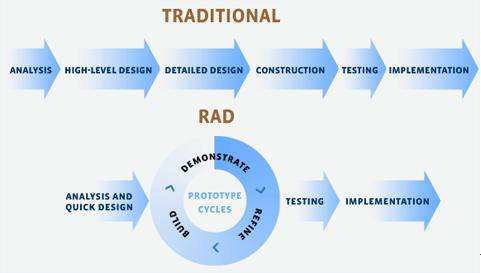 TRADITIONAL
ANALYSIS HIGH-LEVEL DESIGN DETAILED DESIGN CONSTRUCTION TESTING IMPLEMENTATION
RAD
DEMONSTRATE
ANALYSIS AND
QUICK DESIGN
PROTOTYPE
CYCLES
BUILD
REFINE
TESTING
IMPLEMENTATION